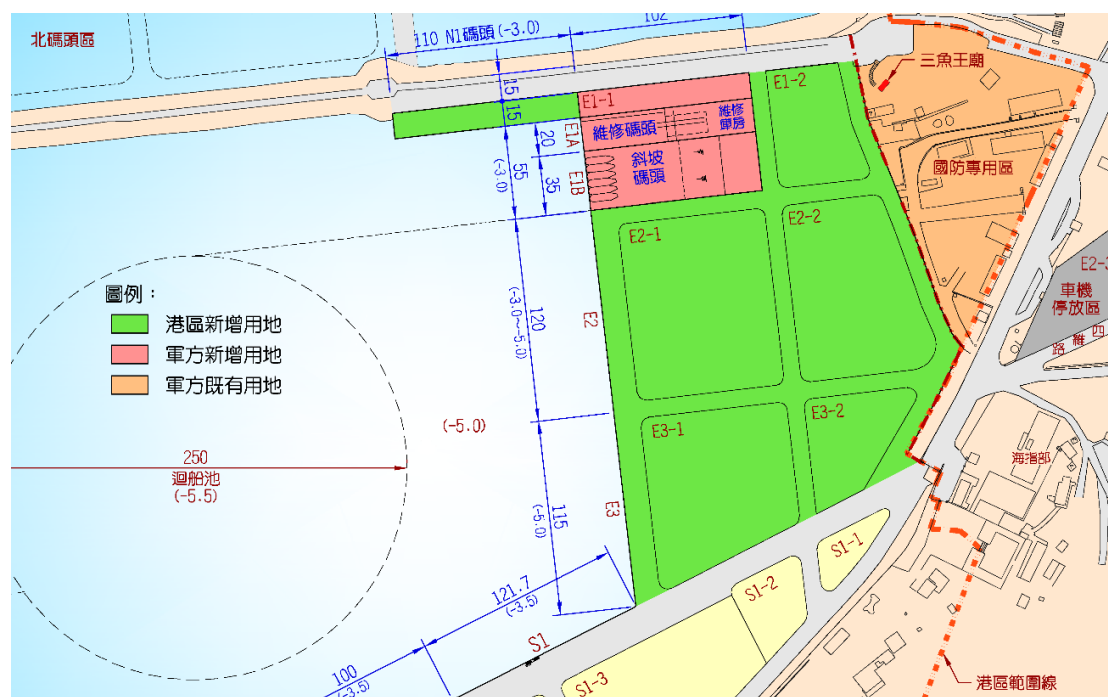 北碼頭區
110 N1碼頭(-3.0)
102
三魚王廟
E1-2
45
15
E1-1
維修碼頭
維修庫房
E1A
20
國防專用區
55
(-3.0)
斜坡碼頭
35
E1B
E2-1
E2-2
E2-3
車機停放區
四維路
圖例：
港區新增用地
軍方新增用地
軍方既有用地
120
(-3.0~-5.0)
E2
(-5.0)
E3-1
E3-2
250
迴船池
(-5.5)
海指部
115
(-5.0)
E3
S1-1
121.7
(-3.5)
S1-2
S1
100
(-3.5)
S1-3
港區範圍線